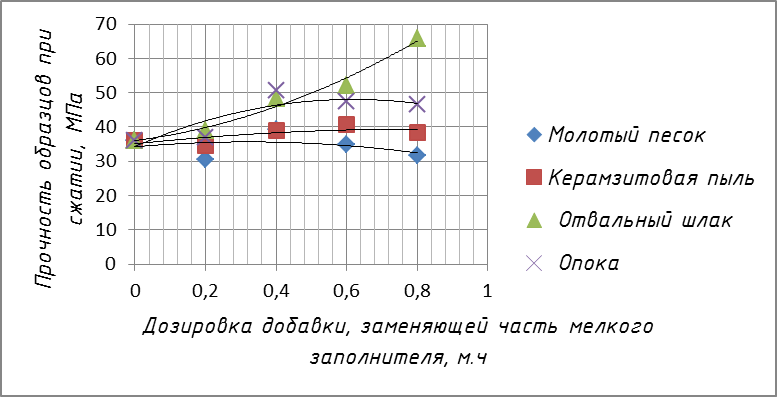 Прочность образцов при
сжатии, МПа
70
60
50
40
30
20
10
0
0
0,2
0,4
0,6
0,8
1
Дозировка добавки, заменяющей часть мелкого
заполнителя, м.ч
Молотый песок
Керамзитовая пыль
Отвальный шлак
Опока